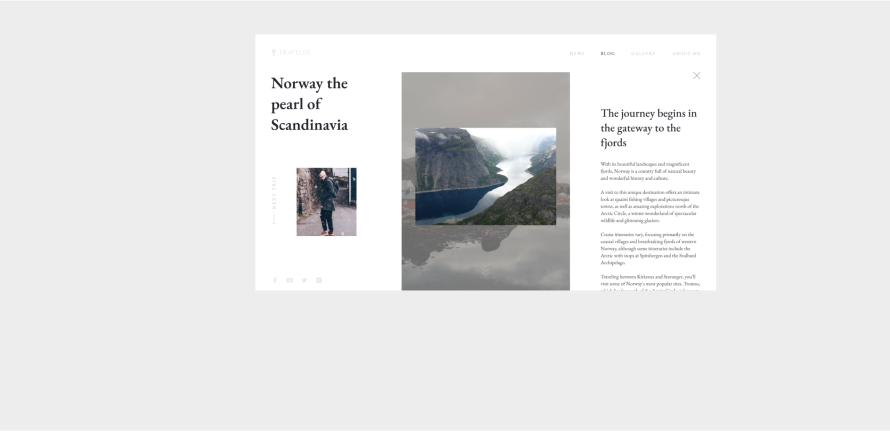 TRAVELER
NEWS
BLOG
GALLERY
ABOUT ME
Norway the
pearl of
Scandinavia
NEXT TRIP
The journey begins in
the gateway to the
fjords
With its beautiful landscapes and magnificent
fjords, Norway is a country full of natural beauty
and wonderful history and culture.
A visit to this unique destination offers an intimate
look at quaint fishing villages and picturesque
towns, as well as amazing explorations north of the
Arctic Circle, a winter wonderland of spectacular
wildlife and glistening glaciers.
Cruise itineraries vary, focusing primarily on the
coastal villages and breathtaking fjords of western
Norway, although some itineraries include the
Arctic with stops at Spitsbergen and the Svalbard
Archipelago.
Traveling between Kirkenes and Stavanger, you'll
visit some of Norway's most popular sites. Tromso,